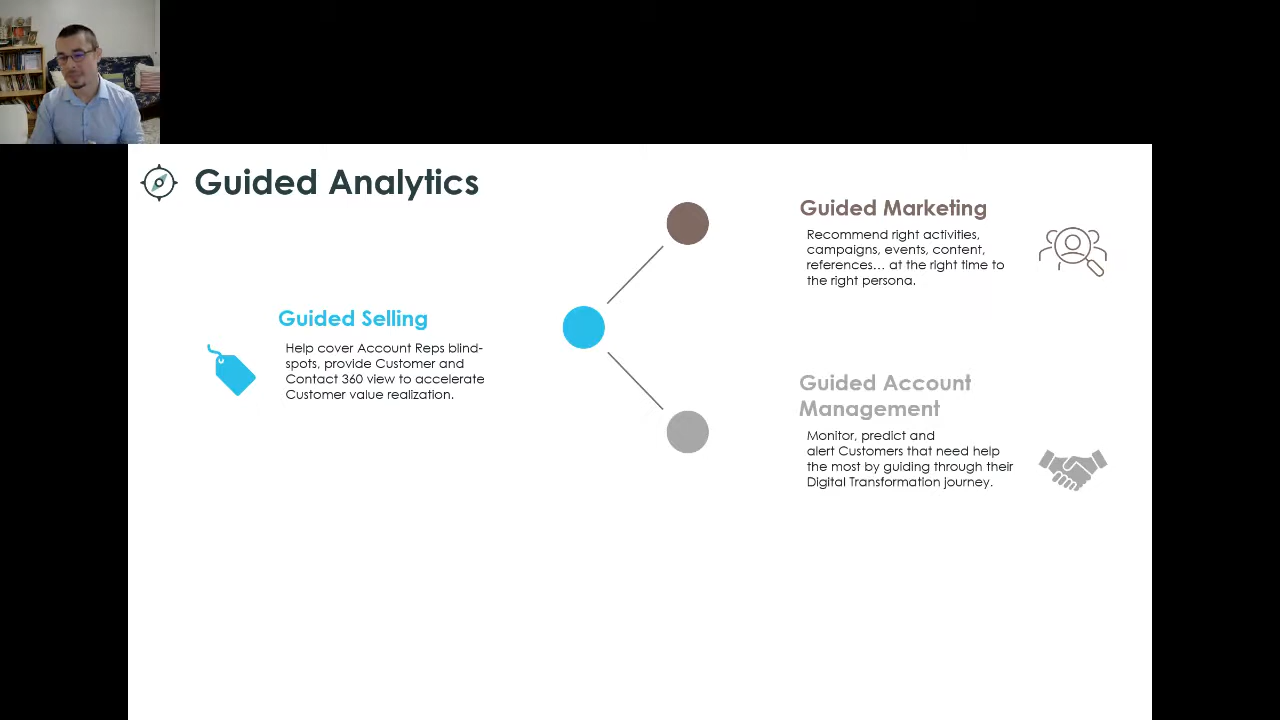 Guided Analytics
Guided Marketing
Recommend right activities,
campaigns, events, content,
references... at the right time to
the right persona.
Guided Selling
Help cover Account Reps blind-
spots, provide Customer and
Contact 360 view to accelerate
Customer value realization.
Guided Account
Management
Monitor, predict and
alert Customers that need help
the most by guiding through their
Digital Transformation journey.